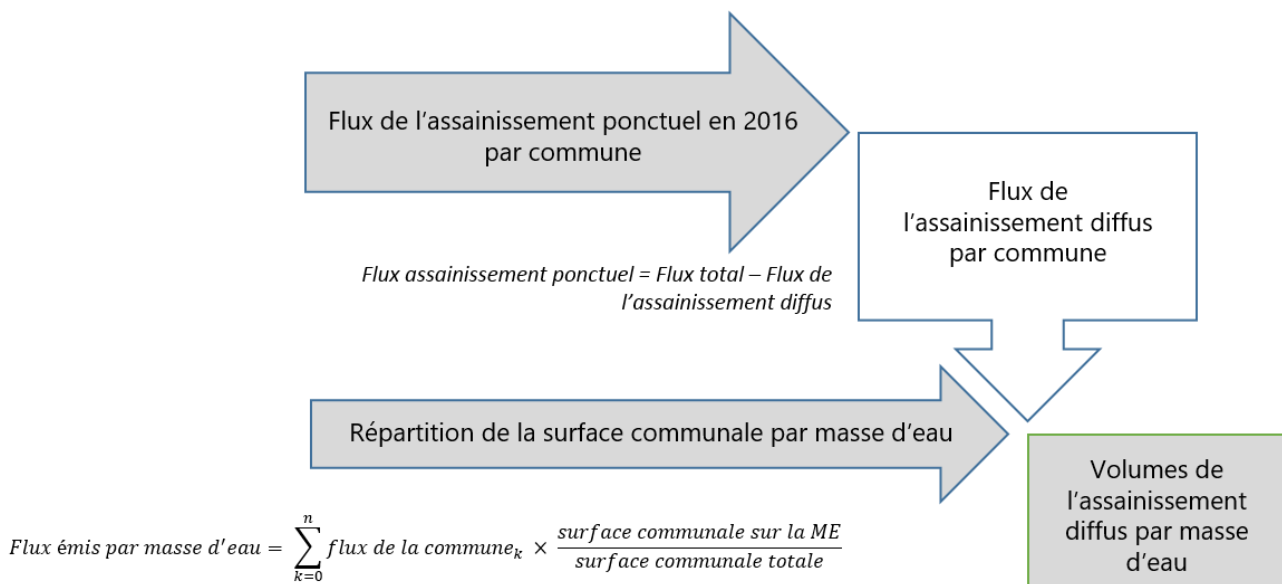 Flux de l’assainissement ponctuel en 2016
par commune
Flux de
l’assainissement diffus
par commune
Flux assainissement ponctuel = Flux total – Flux de
l’assainissement diffus
Répartition de la surface communale par masse d’eau
Volumes de
l’assainissement
diffus par masse
d’eau
Flux émis par masse d′eau = ∑_{k=0}^{n} flux de la commune_k × \frac{surface communale sur la ME}{surface communale totale}